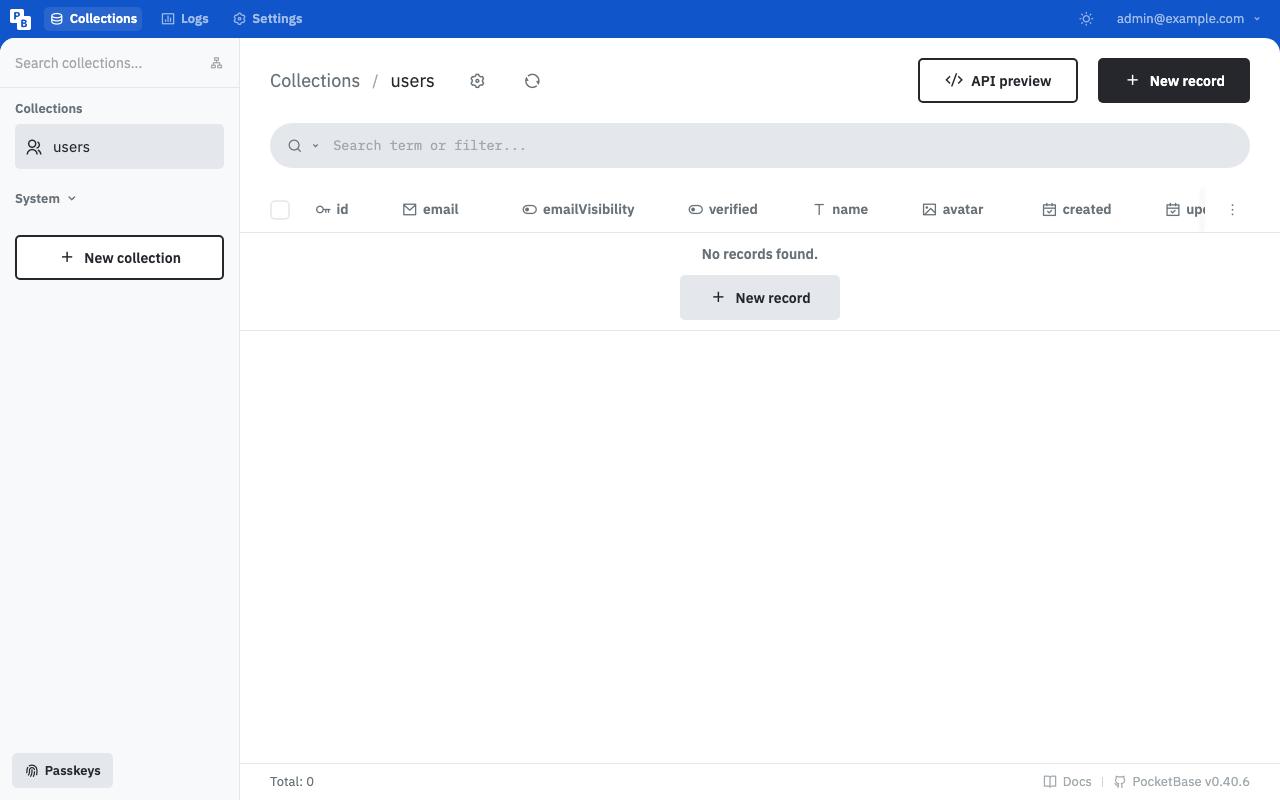 P
B
Collections
Logs
Settings
admin@example.com
Search collections...
Collections
users
System
New collection
Passkeys
Collections / users
API preview
New record
Search term or filter...
id
email
emailVisibility
verified
name
avatar
created
No records found.
New record
Total: 0
Docs
PocketBase v0.40.6